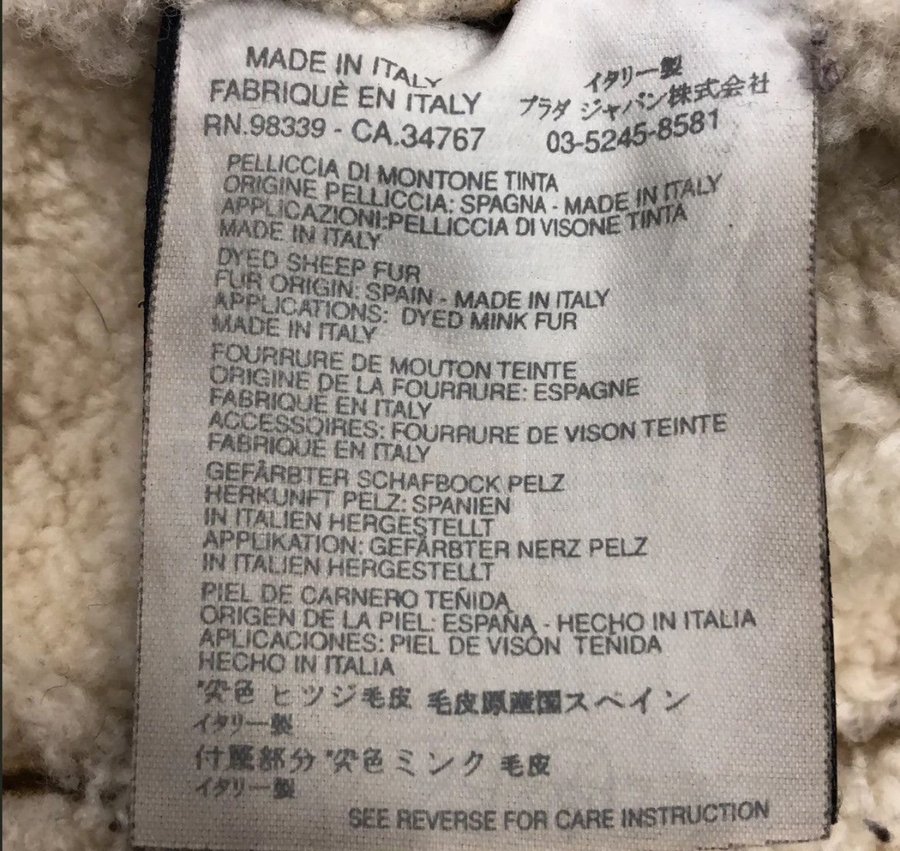 MADE IN ITALY
FABRIQUÈ EN ITALY
RN.98339 - CA.34767
イタリー製
プラダ ジャパン株式会社
03-5245-8581
PELLICCIA DI MONTONE TINTA
ORIGINE PELLICCIA: SPAGNA - MADE IN ITALY
APPLICAZIONI:PELLICCIA DI VISONE TINTA
MADE IN ITALY
DYED SHEEP FUR
FUR ORIGIN: SPAIN - MADE IN ITALY
APPLICATIONS: DYED MINK FUR
MADE IN ITALY
FOURRURE DE MOUTON TEINTE
ORIGINE DE LA FOURRURE: ESPAGNE
FABRIQUÉ EN ITALY
ACCESSOIRES: FOURRURE DE VISON TEINTE
FABRIQUÉ EN ITALY
GEFÄRBTER SCHAFBOCK PELZ
HERKUNFT PELZ: SPANIEN
IN ITALIEN HERGESTELLT
APPLIKATION: GEFÄRBTER NERZ PELZ
IN ITALIEN HERGESTELLT
PIEL DE CARNERO TEÑIDA
ORIGEN DE LA PIEL: ESPAÑA - HECHO IN ITALIA
APLICACIONES: PIEL DE VISÓN TEÑIDA
HECHO IN ITALIA
染色 ヒツジ毛皮 毛皮原産国スペイン
イタリー製
付属部分 染色ミンク 毛皮
イタリー製
SEE REVERSE FOR CARE INSTRUCTION